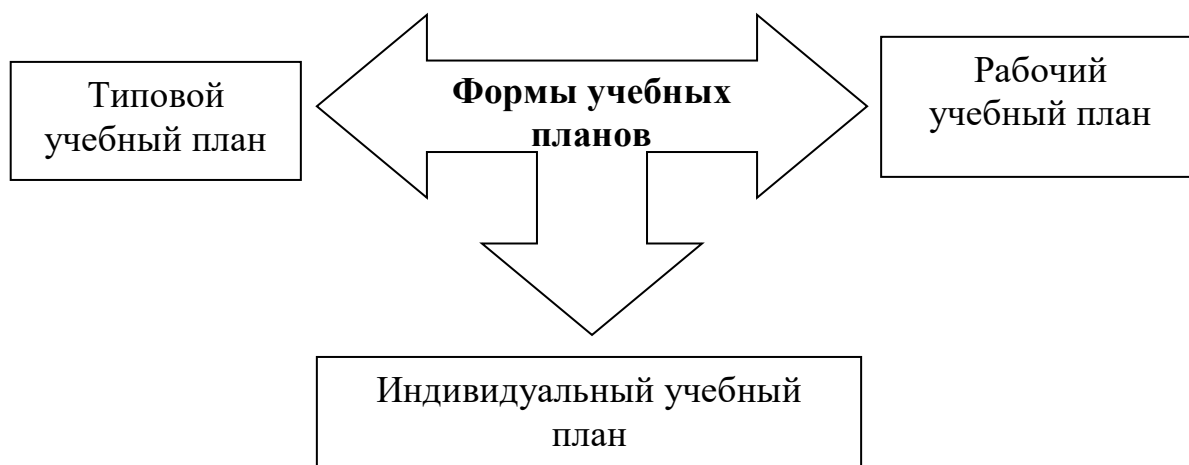 Типовой
учебный план
Формы учебных
планов
Рабочий
учебный план
Индивидуальный учебный
план